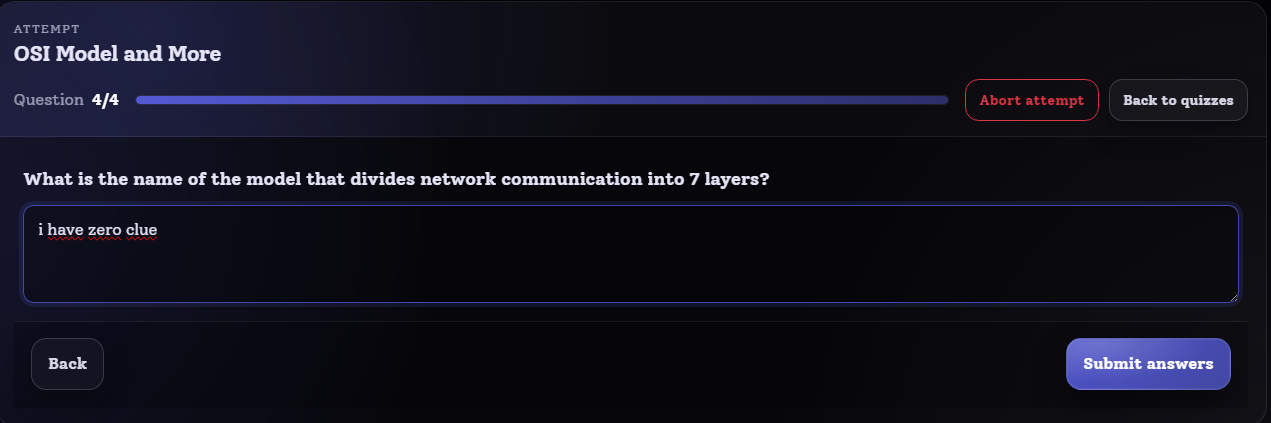 ATTEMPT
OSI Model and More
Question 4/4
Abort attempt
Back to quizzes
What is the name of the model that divides network communication into 7 layers?
i have zero clue
Back
Submit answers